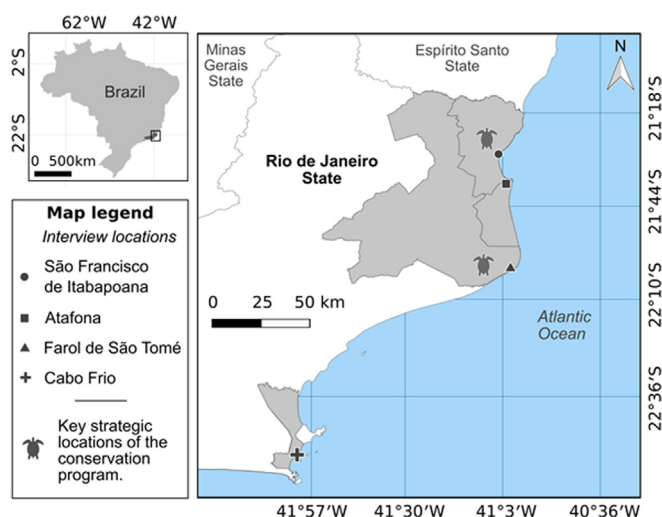 62°W 42°W
2°S
22°S
Brazil
0 500km
Map legend
Interview locations
São Francisco
de Itabapoana
Atafona
Farol de São Tomé
Cabo Frio
Key strategic
locations of the
conservation
program.
Minas
Gerais
State
Espírito Santo
State
N
Rio de Janeiro
State
0 25 50 km
Atlantic
Ocean
21°18'S
21°44'S
22°10'S
22°36'S
41°57'W 41°30'W 41°3'W 40°36'W